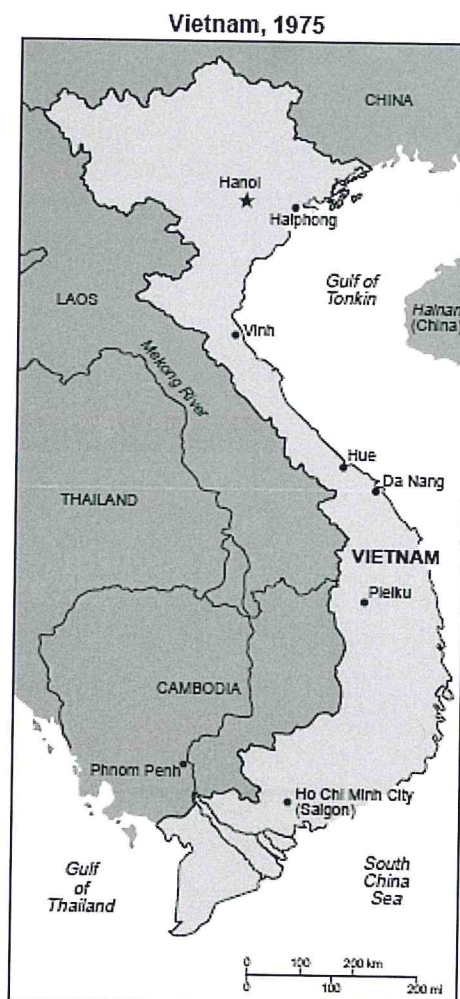 Vietnam, 1975
CHINA
Hanoi
Haiphong
Gulf of
Tonkin
Hainan
(China)
LAOS
Vinh
Mekong River
Hue
Da Nang
THAILAND
VIETNAM
Pleiku
CAMBODIA
Phnom Penh
Ho Chi Minh City
(Saigon)
Gulf
of
Thailand
South
China
Sea
0 100 200 km
0 100 200 mi